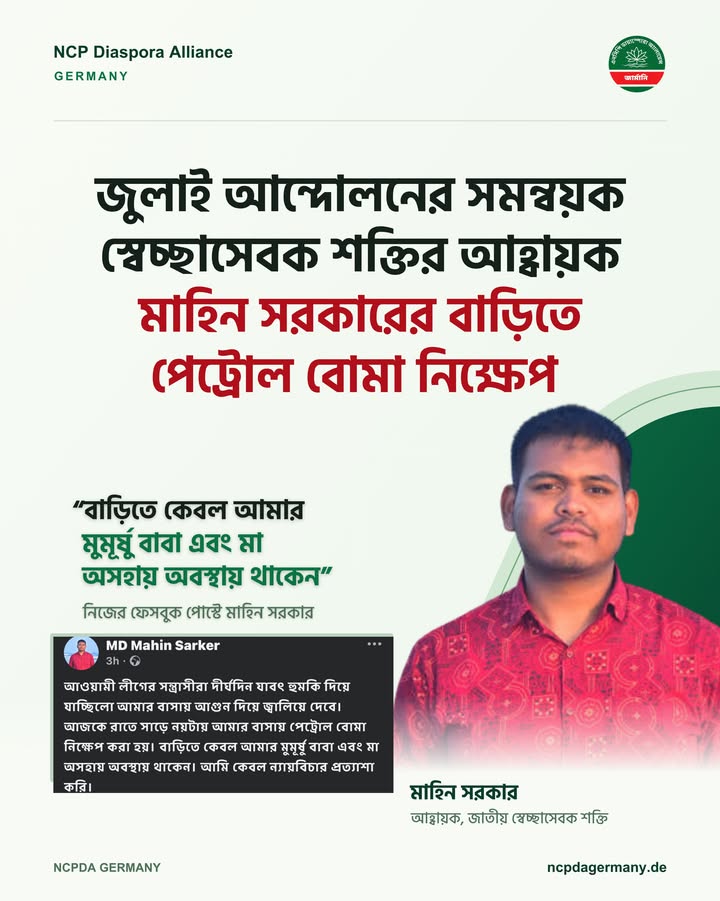 NCP Diaspora Alliance
GERMANY
এনসিপি ডায়াস্পোরা অ্যালায়েন্স
জার্মানি
জুলাই আন্দোলনের সমন্বয়ক
স্বেচ্ছাসেবক শক্তির আহ্বায়ক
মাহিন সরকারের বাড়িতে
পেট্রোল বোমা নিক্ষেপ
“বাড়িতে কেবল আমার
মুমূর্ষু বাবা এবং মা
অসহায় অবস্থায় থাকেন”
নিজের ফেসবুক পোস্টে মাহিন সরকার
MD Mahin Sarker
3h ·
আওয়ামী লীগের সন্ত্রাসীরা দীর্ঘদিন যাবৎ হুমকি দিয়ে
যাচ্ছিলো আমার বাসায় আগুন দিয়ে জ্বালিয়ে দেবে।
আজকে রাতে সাড়ে নয়টায় আমার বাসায় পেট্রোল বোমা
নিক্ষেপ করা হয়। বাড়িতে কেবল আমার মুমূর্ষু বাবা এবং মা
অসহায় অবস্থায় থাকেন। আমি কেবল ন্যায়বিচার প্রত্যাশা
করি।
মাহিন সরকার
আহ্বায়ক, জাতীয় স্বেচ্ছাসেবক শক্তি
NCPDA GERMANY
ncpdagermany.de